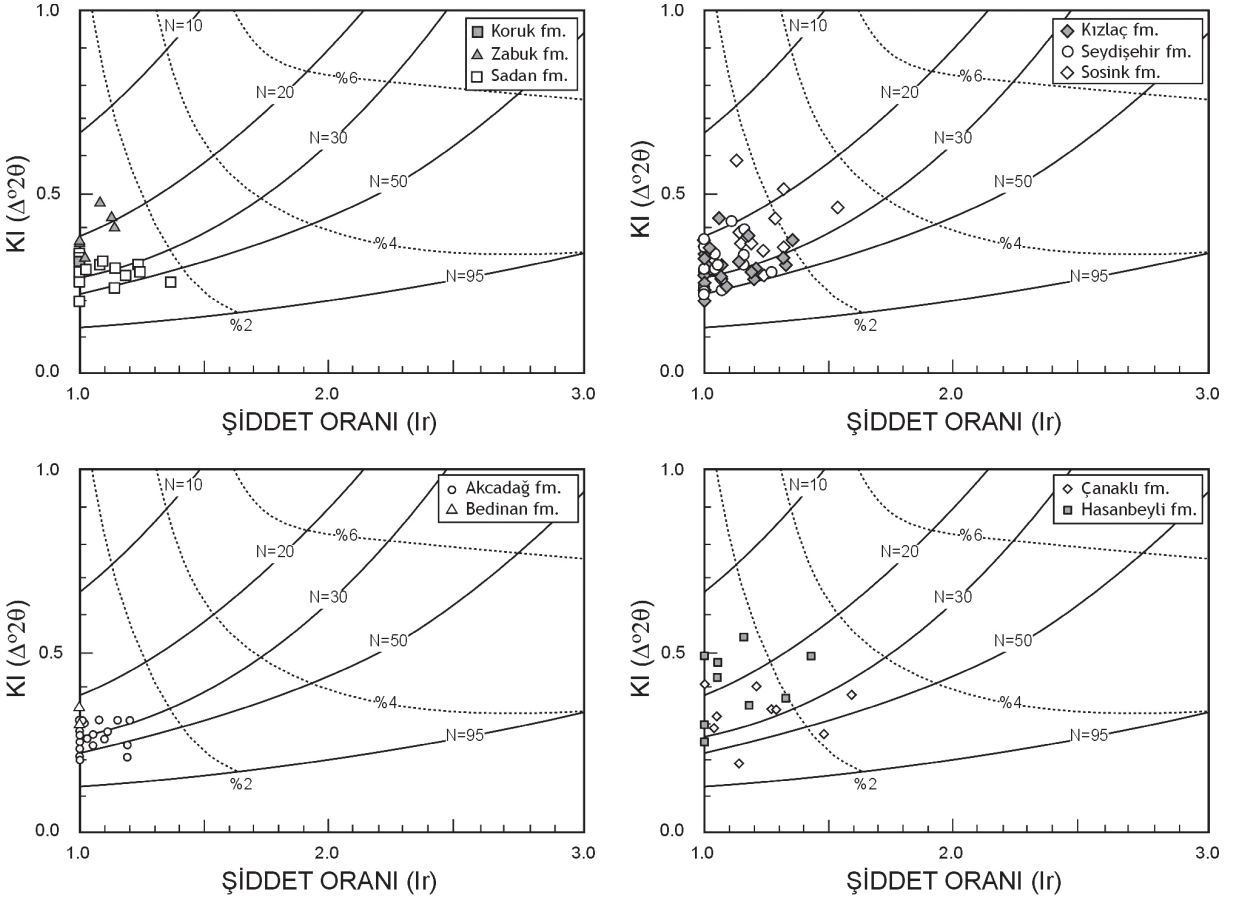 1.0
N=10
Koruk fm.
Zabuk fm.
Sadan fm.
%6
N=20
N=30
N=50
0.5
KI (Δº2θ)
%4
N=95
%2
0.0
1.0
2.0
3.0
ŞİDDET ORANI (Ir)
1.0
N=10
Kızlaç fm.
Seydişehir fm.
Sosink fm.
%6
N=20
N=30
N=50
0.5
KI (Δº2θ)
%4
N=95
%2
0.0
1.0
2.0
3.0
ŞİDDET ORANI (Ir)
1.0
N=10
Akcadağ fm.
Bedinan fm.
%6
N=20
N=30
N=50
0.5
KI (Δº2θ)
%4
N=95
%2
0.0
1.0
2.0
3.0
ŞİDDET ORANI (Ir)
1.0
N=10
Çanaklı fm.
Hasanbeyli fm.
%6
N=20
N=30
N=50
0.5
KI (Δº2θ)
%4
N=95
%2
0.0
1.0
2.0
3.0
ŞİDDET ORANI (Ir)